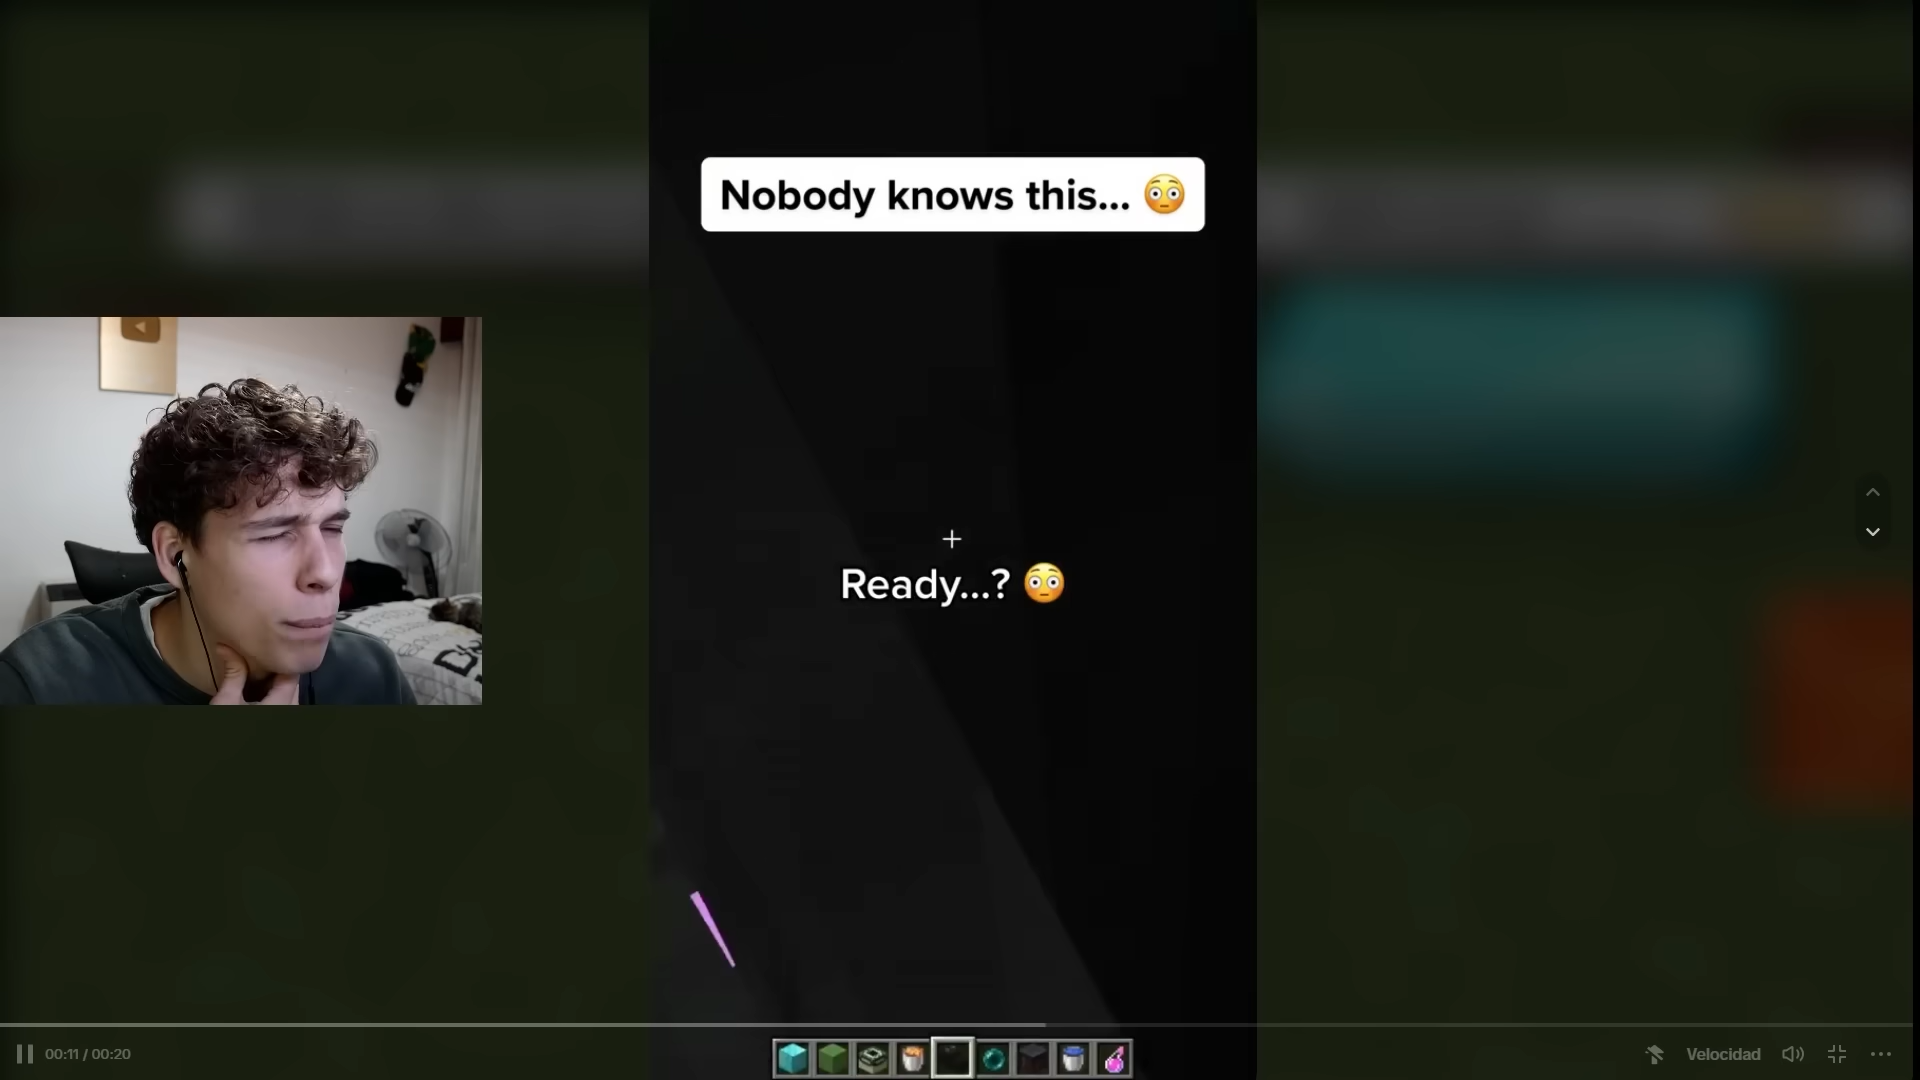 Nobody knows this... 😳
Ready...? 😳
00:11 / 00:20
Velocidad